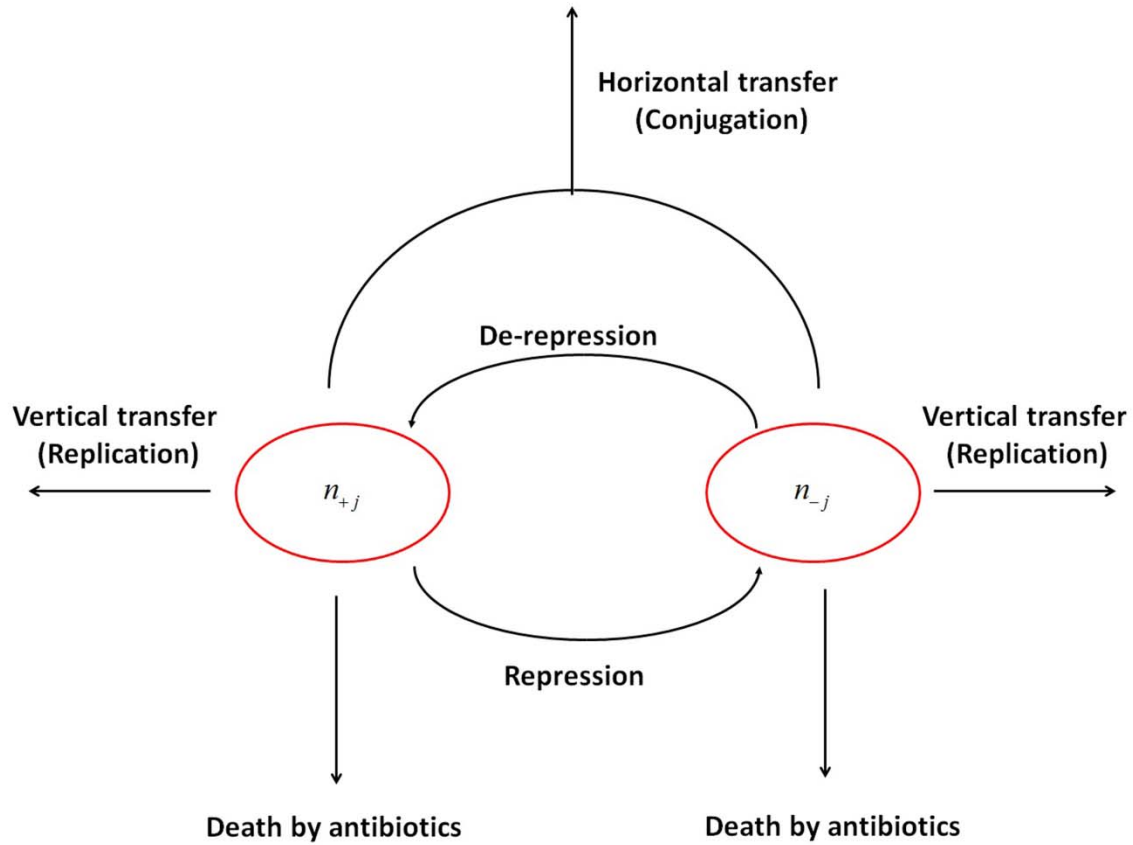 Horizontal transfer
(Conjugation)
De-repression
Vertical transfer
(Replication)
Vertical transfer
(Replication)
n+j
n−j
Repression
Death by antibiotics
Death by antibiotics